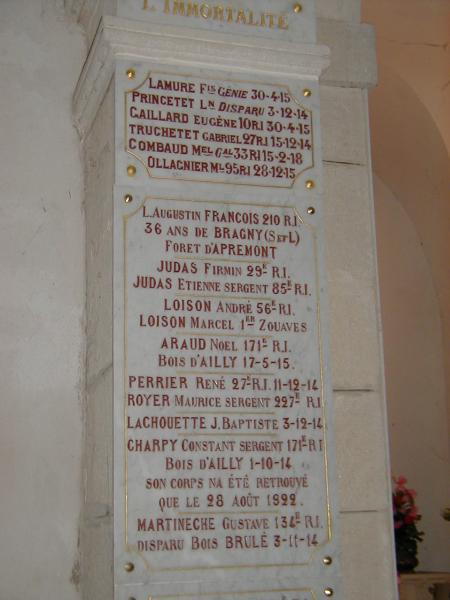 L'IMMORTALITÉ
LAMURE FIS GÉNIE 30-4-15
PRINCETET LN DISPARU 3-12-14
GAILLARD EUGÈNE 10RI 30-4-15
TRUCHETET GABRIEL 27RI 15-12-14
COMBAUD MEL GAL 33RI 15-2-18
OLLAGNIER ML 95RI 28-12-15
L. AUGUSTIN FRANCOIS 210 R.I.
36 ANS DE BRAGNY (S ET L)
FORET D'APREMONT
JUDAS FIRMIN 29E R.I.
JUDAS ETIENNE SERGENT 85E R.I.
LOISON ANDRÉ 56E R.I.
LOISON MARCEL 1ER ZOUAVES
ARAUD NOEL 171E R.I.
BOIS D'AILLY 17-5-15.
PERRIER RENÉ 27E R.I. 11-12-14
ROYER MAURICE SERGENT 227E R.I
LACHOUETTE J. BAPTISTE 3-12-14
CHARPY CONSTANT SERGENT 171E R.I
BOIS D'AILLY 1-10-14
SON CORPS NA ÉTÉ RETROUVÉ
QUE LE 28 AOÛT 1922.
MARTINECHE GUSTAVE 134E R.I.
DISPARU BOIS BRULÉ 3-11-14